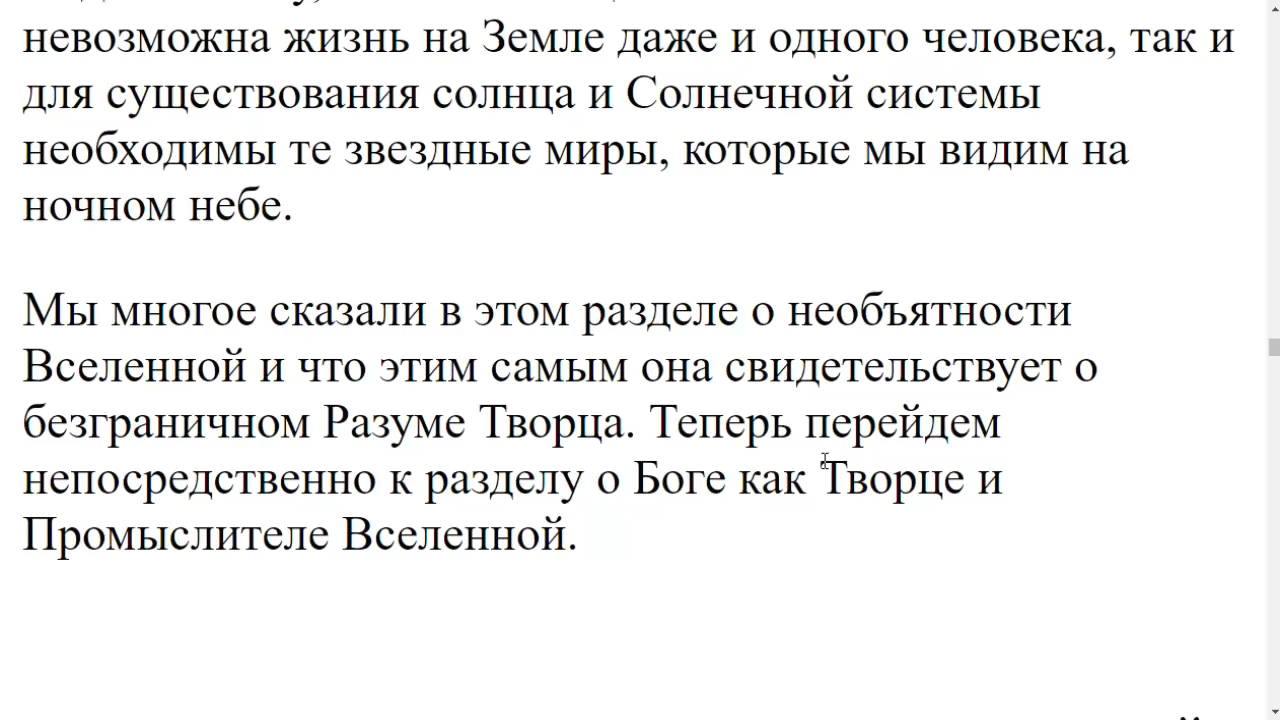 невозможна жизнь на Земле даже и одного человека, так и
для существования солнца и Солнечной системы
необходимы те звездные миры, которые мы видим на
ночном небе.
Мы многое сказали в этом разделе о необъятности
Вселенной и что этим самым она свидетельствует о
безграничном Разуме Творца. Теперь перейдем
непосредственно к разделу о Боге как Творце и
Промыслителе Вселенной.